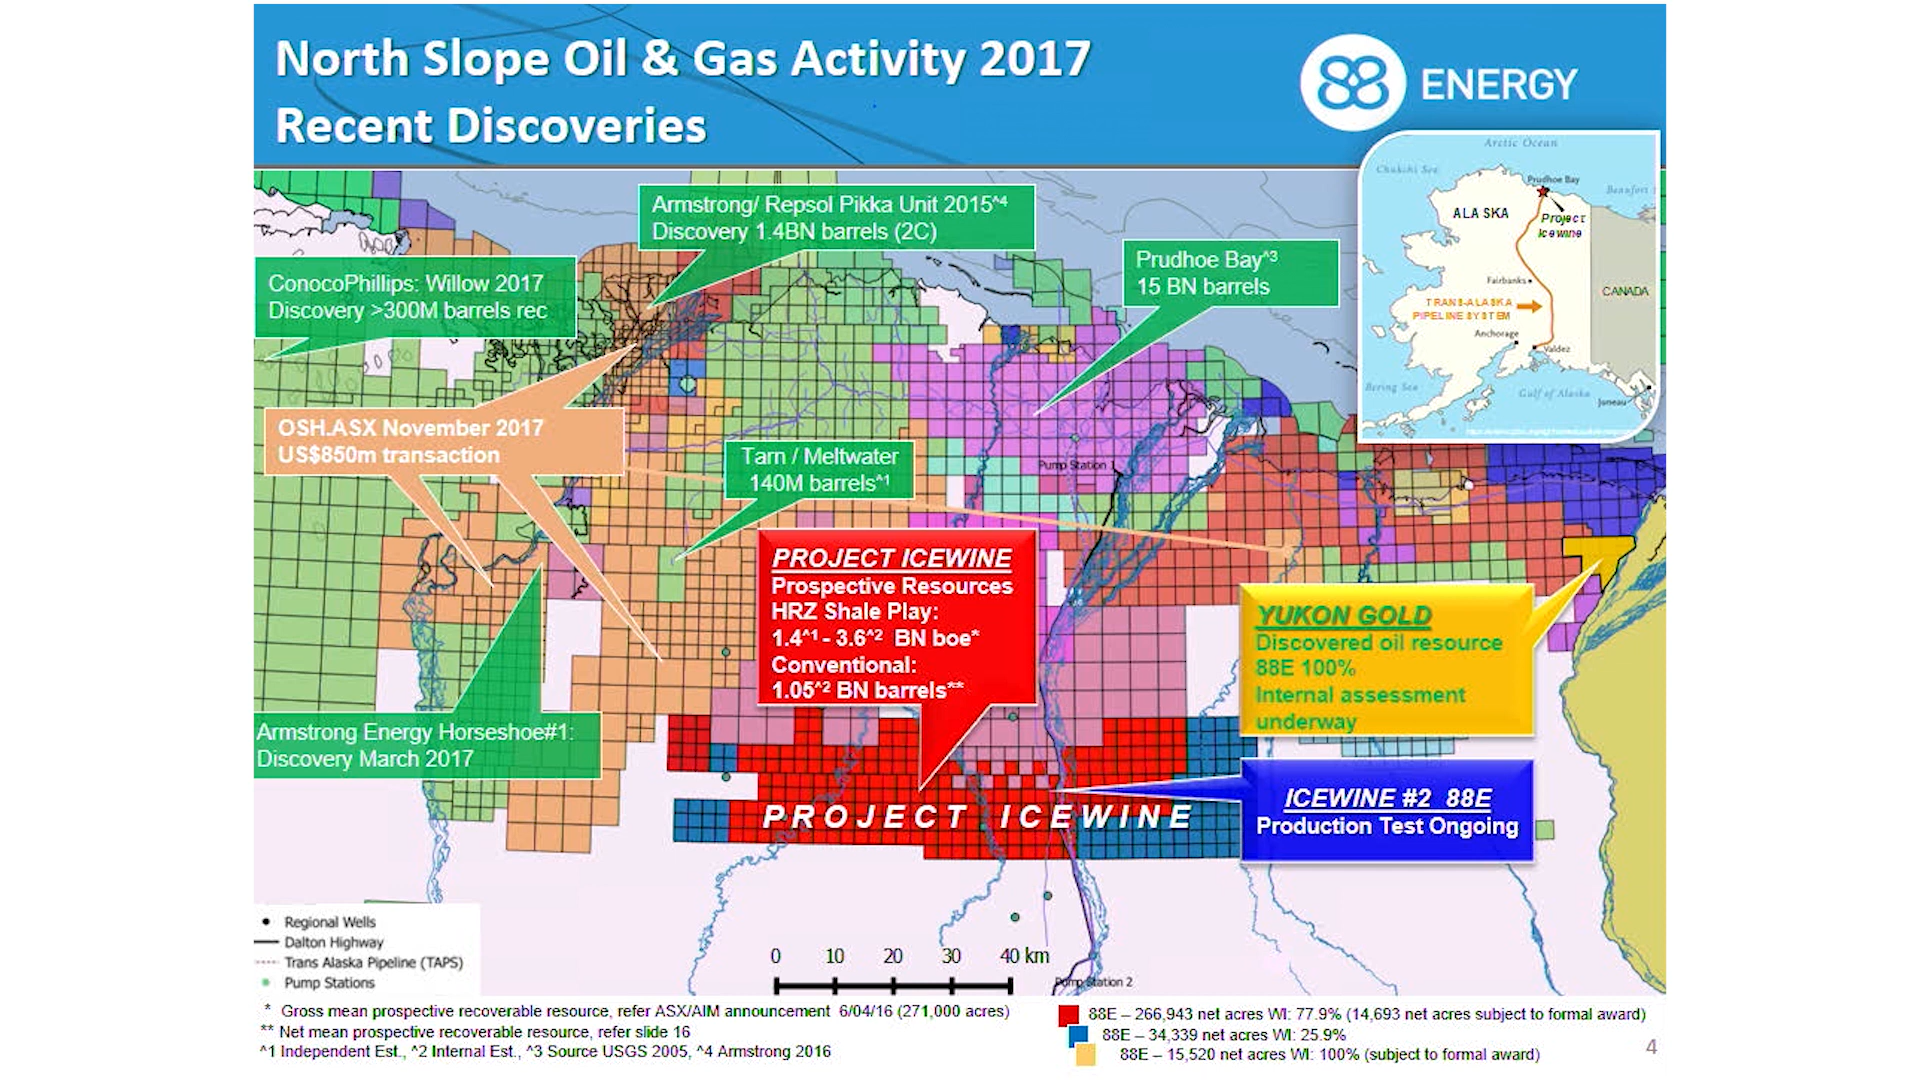 North Slope Oil & Gas Activity 2017
Recent Discoveries
88 ENERGY
Arctic Ocean
Chukchi Sea
Prudhoe Bay
Beaufort
ALASKA
Project
Icewine
Fairbanks
CANADA
TRANS-ALASKA
PIPELINE SYSTEM
Anchorage
Valdez
Bering Sea
Gulf of Alaska
Juneau
Armstrong/ Repsol Pikka Unit 2015^4
Discovery 1.4BN barrels (2C)
Prudhoe Bay^3
15 BN barrels
ConocoPhillips: Willow 2017
Discovery >300M barrels rec
OSH.ASX November 2017
US$850m transaction
Tarn / Meltwater
140M barrels^1
Pump Station 1
PROJECT ICEWINE
Prospective Resources
HRZ Shale Play:
1.4^1 - 3.6^2 BN boe*
Conventional:
1.05^2 BN barrels**
YUKON GOLD
Discovered oil resource
88E 100%
Internal assessment
underway
Armstrong Energy Horseshoe#1:
Discovery March 2017
PROJECT ICEWINE
ICEWINE #2 88E
Production Test Ongoing
Regional Wells
Dalton Highway
Trans Alaska Pipeline (TAPS)
Pump Stations
0 10 20 30 40 km
Pump Station 2
* Gross mean prospective recoverable resource, refer ASX/AIM announcement 6/04/16 (271,000 acres)
** Net mean prospective recoverable resource, refer slide 16
^1 Independent Est., ^2 Internal Est., ^3 Source USGS 2005, ^4 Armstrong 2016
88E – 266,943 net acres WI: 77.9% (14,693 net acres subject to formal award)
88E – 34,339 net acres WI: 25.9%
88E – 15,520 net acres WI: 100% (subject to formal award)
4